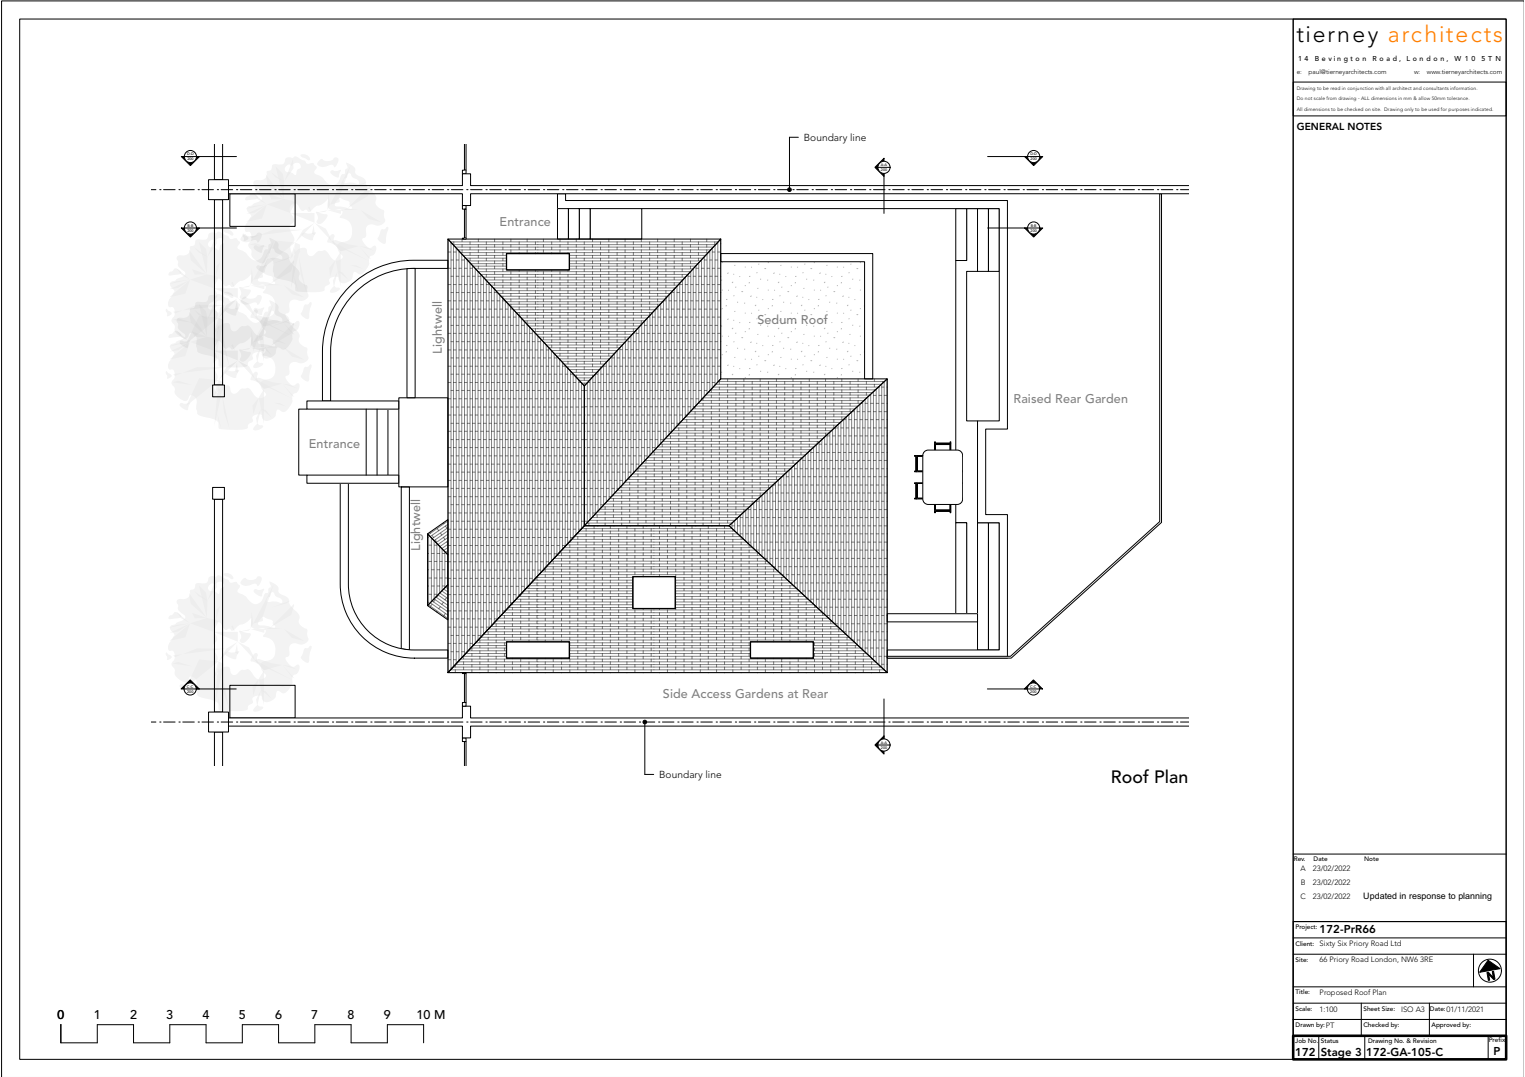 tierney architects
14 Bevington Road, London, W10 5TN
e: paul@tierneyarchitects.com w: www.tierneyarchitects.com
Drawing to be read in conjunction with all architect and consultants information.
Do not scale from drawing - ALL dimensions in mm & allow 50mm tolerance.
All dimensions to be checked on site. Drawing only to be used for purposes indicated.
GENERAL NOTES
Boundary line
Entrance
Lightwell
Sedum Roof
Raised Rear Garden
Entrance
Lightwell
Side Access Gardens at Rear
Boundary line
Roof Plan
0 1 2 3 4 5 6 7 8 9 10 M
Rev. Date Note
A 23/02/2022
B 23/02/2022
C 23/02/2022 Updated in response to planning
Project: 172-PrR66
Client: Sixty Six Priory Road Ltd
Site: 66 Priory Road London, NW6 3RE
N
Title: Proposed Roof Plan
Scale: 1:100 Sheet Size: ISO A3 Date: 01/11/2021
Drawn by: PT Checked by: Approved by:
Job No. Status Drawing No. & Revision Prefix
172 Stage 3 172-GA-105-C P